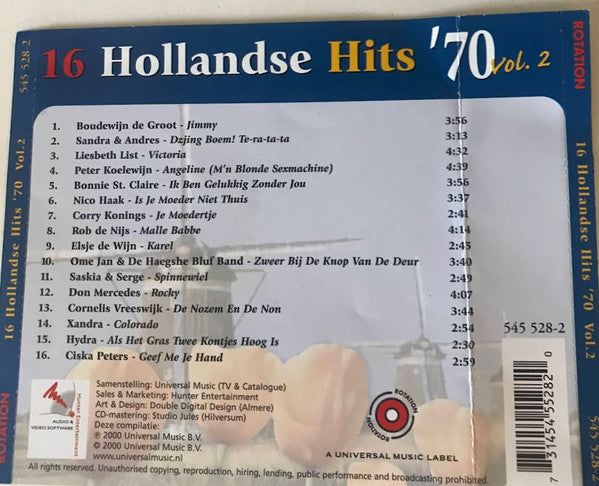 16 Hollandse Hits '70 Vol. 2
545 528-2
16 Hollandse Hits '70 Vol.2
ROTATION
1. Boudewijn de Groot - Jimmy 3:56
2. Sandra & Andres - Dzjing Boem! Te-ra-ta-ta 3:13
3. Liesbeth List - Victoria 4:32
4. Peter Koelewijn - Angeline (M'n Blonde Sexmachine) 4:39
5. Bonnie St. Claire - Ik Ben Gelukkig Zonder Jou 3:56
6. Nico Haak - Is Je Moeder Niet Thuis 3:37
7. Corry Konings - Je Moedertje 2:41
8. Rob de Nijs - Malle Babbe 4:14
9. Elsje de Wijn - Karel 2:45
10. Ome Jan & De Haegshe Bluf Band - Zweer Bij De Knop Van De Deur 3:40
11. Saskia & Serge - Spinnewiel 2:49
12. Don Mercedes - Rocky 4:07
13. Cornelis Vreeswijk - De Nozem En De Non 3:44
14. Xandra - Colorado 2:54
15. Hydra - Als Het Gras Twee Kontjes Hoog Is 2:30
16. Ciska Peters - Geef Me Je Hand 2:59
545 528-2
Hunter Entertainment
AUDIO &
VIDEO SOFTWARE
Samenstelling: Universal Music (TV & Catalogue)
Sales & Marketing: Hunter Entertainment
Art & Design: Double Digital Design (Almere)
CD-mastering: Studio Jules (Hilversum)
Deze compilatie:
℗ 2000 Universal Music B.V.
© 2000 Universal Music B.V.
www.universalmusic.nl
ROTATION
ROTATION
A UNIVERSAL MUSIC LABEL
7 31454 55282 0
All rights reserved. Unauthorised copying, reproduction, hiring, lending, public performance and broadcasting prohibited.
ROTATION
16 Hollandse Hits '70 Vol. 2
545 528-2